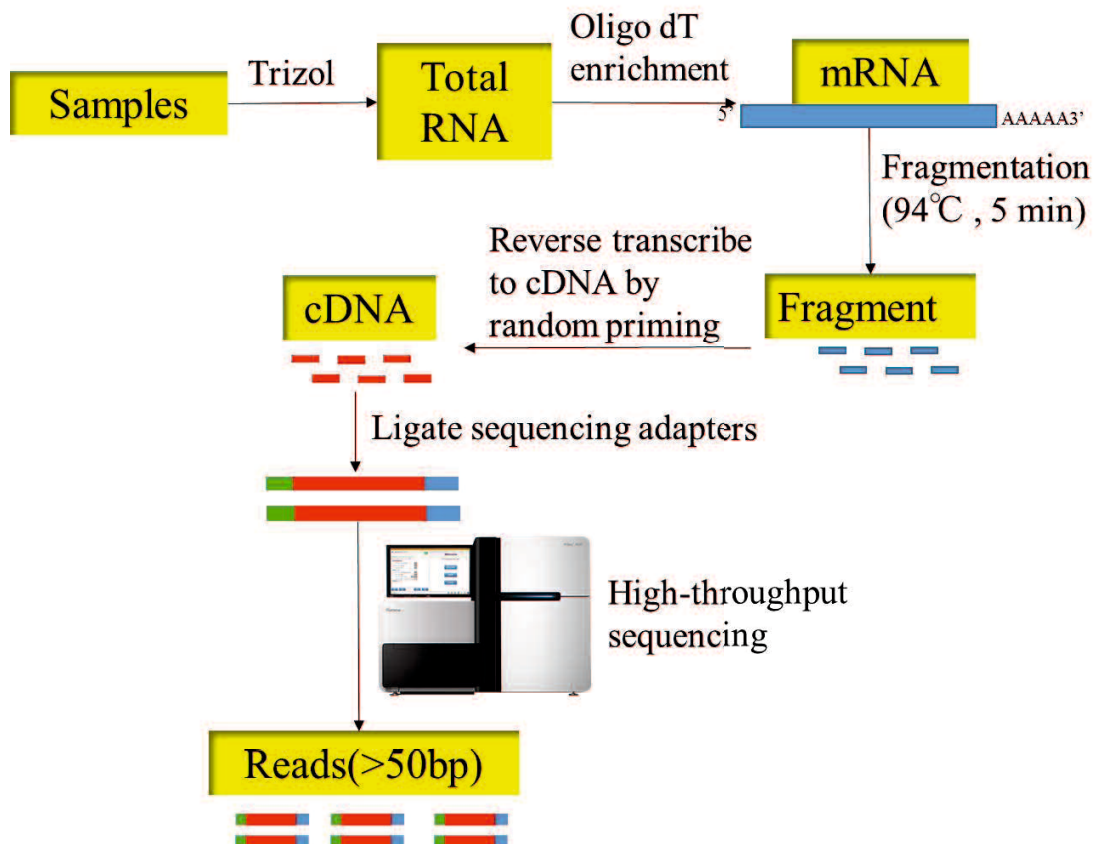 Samples
Trizol
Total
RNA
Oligo dT
enrichment
mRNA
5’
AAAAA3’
Fragmentation
(94℃ , 5 min)
Fragment
Reverse transcribe
to cDNA by
random priming
cDNA
Ligate sequencing adapters
High-throughput
sequencing
Reads(>50bp)